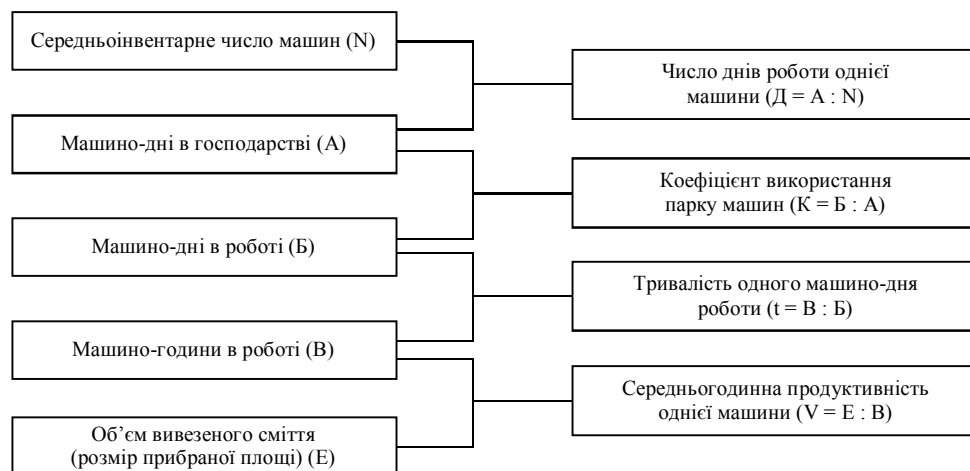 Середньоінвентарне число машин (N)
Число днів роботи однієї
машини (Д = А : N)
Машино-дні в господарстві (А)
Коефіцієнт використання
парку машин (К = Б : А)
Машино-дні в роботі (Б)
Тривалість одного машино-дня
роботи (t = В : Б)
Машино-години в роботі (В)
Середньогодинна продуктивність
однієї машини (V = Е : В)
Об’єм вивезеного сміття
(розмір прибраної площі) (Е)